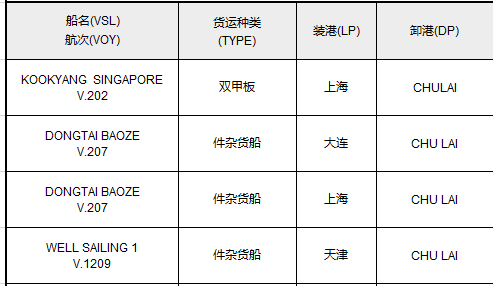 船名(VSL)
航次(VOY)
货运种类
(TYPE)
装港(LP)
卸港(DP)
KOOKYANG SINGAPORE
V.202
双甲板
上海
CHULAI
DONGTAI BAOZE
V.207
件杂货船
大连
CHU LAI
DONGTAI BAOZE
V.207
件杂货船
上海
CHU LAI
WELL SAILING 1
V.1209
件杂货船
天津
CHU LAI